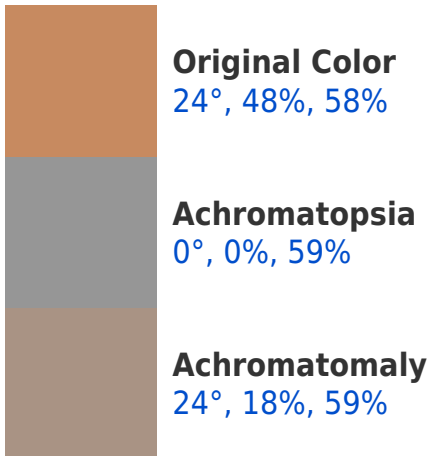 Original Color
24°, 48%, 58%
Achromatopsia
0°, 0%, 59%
Achromatomaly
24°, 18%, 59%